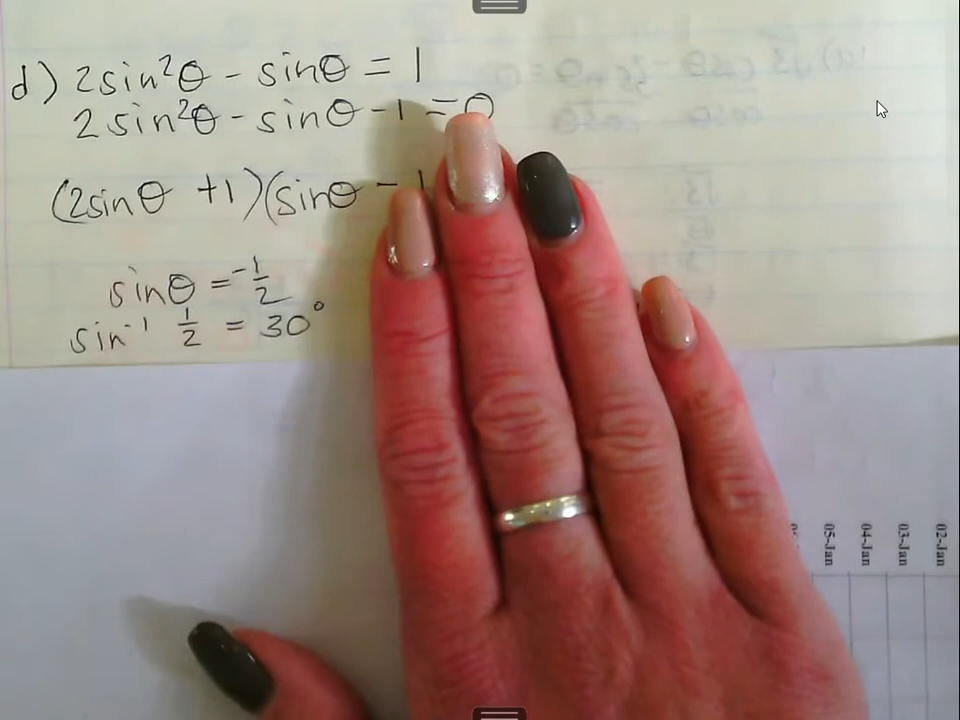 d) 2sin²θ - sinθ = 1
2sin²θ - sinθ - 1 = 0
(2sinθ + 1)(sinθ - 1
sinθ = -1/2
sin⁻¹ 1/2 = 30°
05-Jan
04-Jan
03-Jan
02-Jan